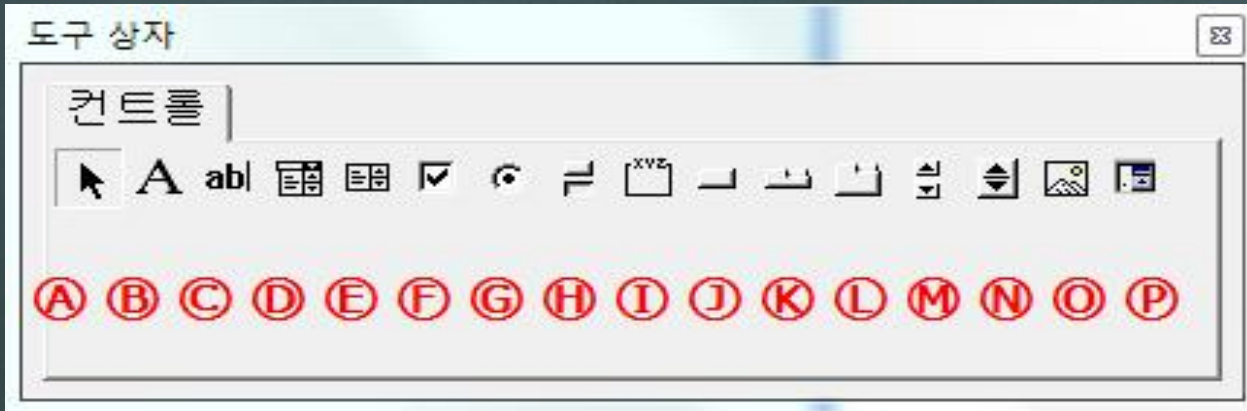 도구 상자
컨트롤
A ab| XYZ
Ⓐ Ⓑ Ⓒ Ⓓ Ⓔ Ⓕ Ⓖ Ⓗ Ⓘ Ⓙ Ⓚ Ⓛ Ⓜ Ⓝ Ⓞ Ⓟ